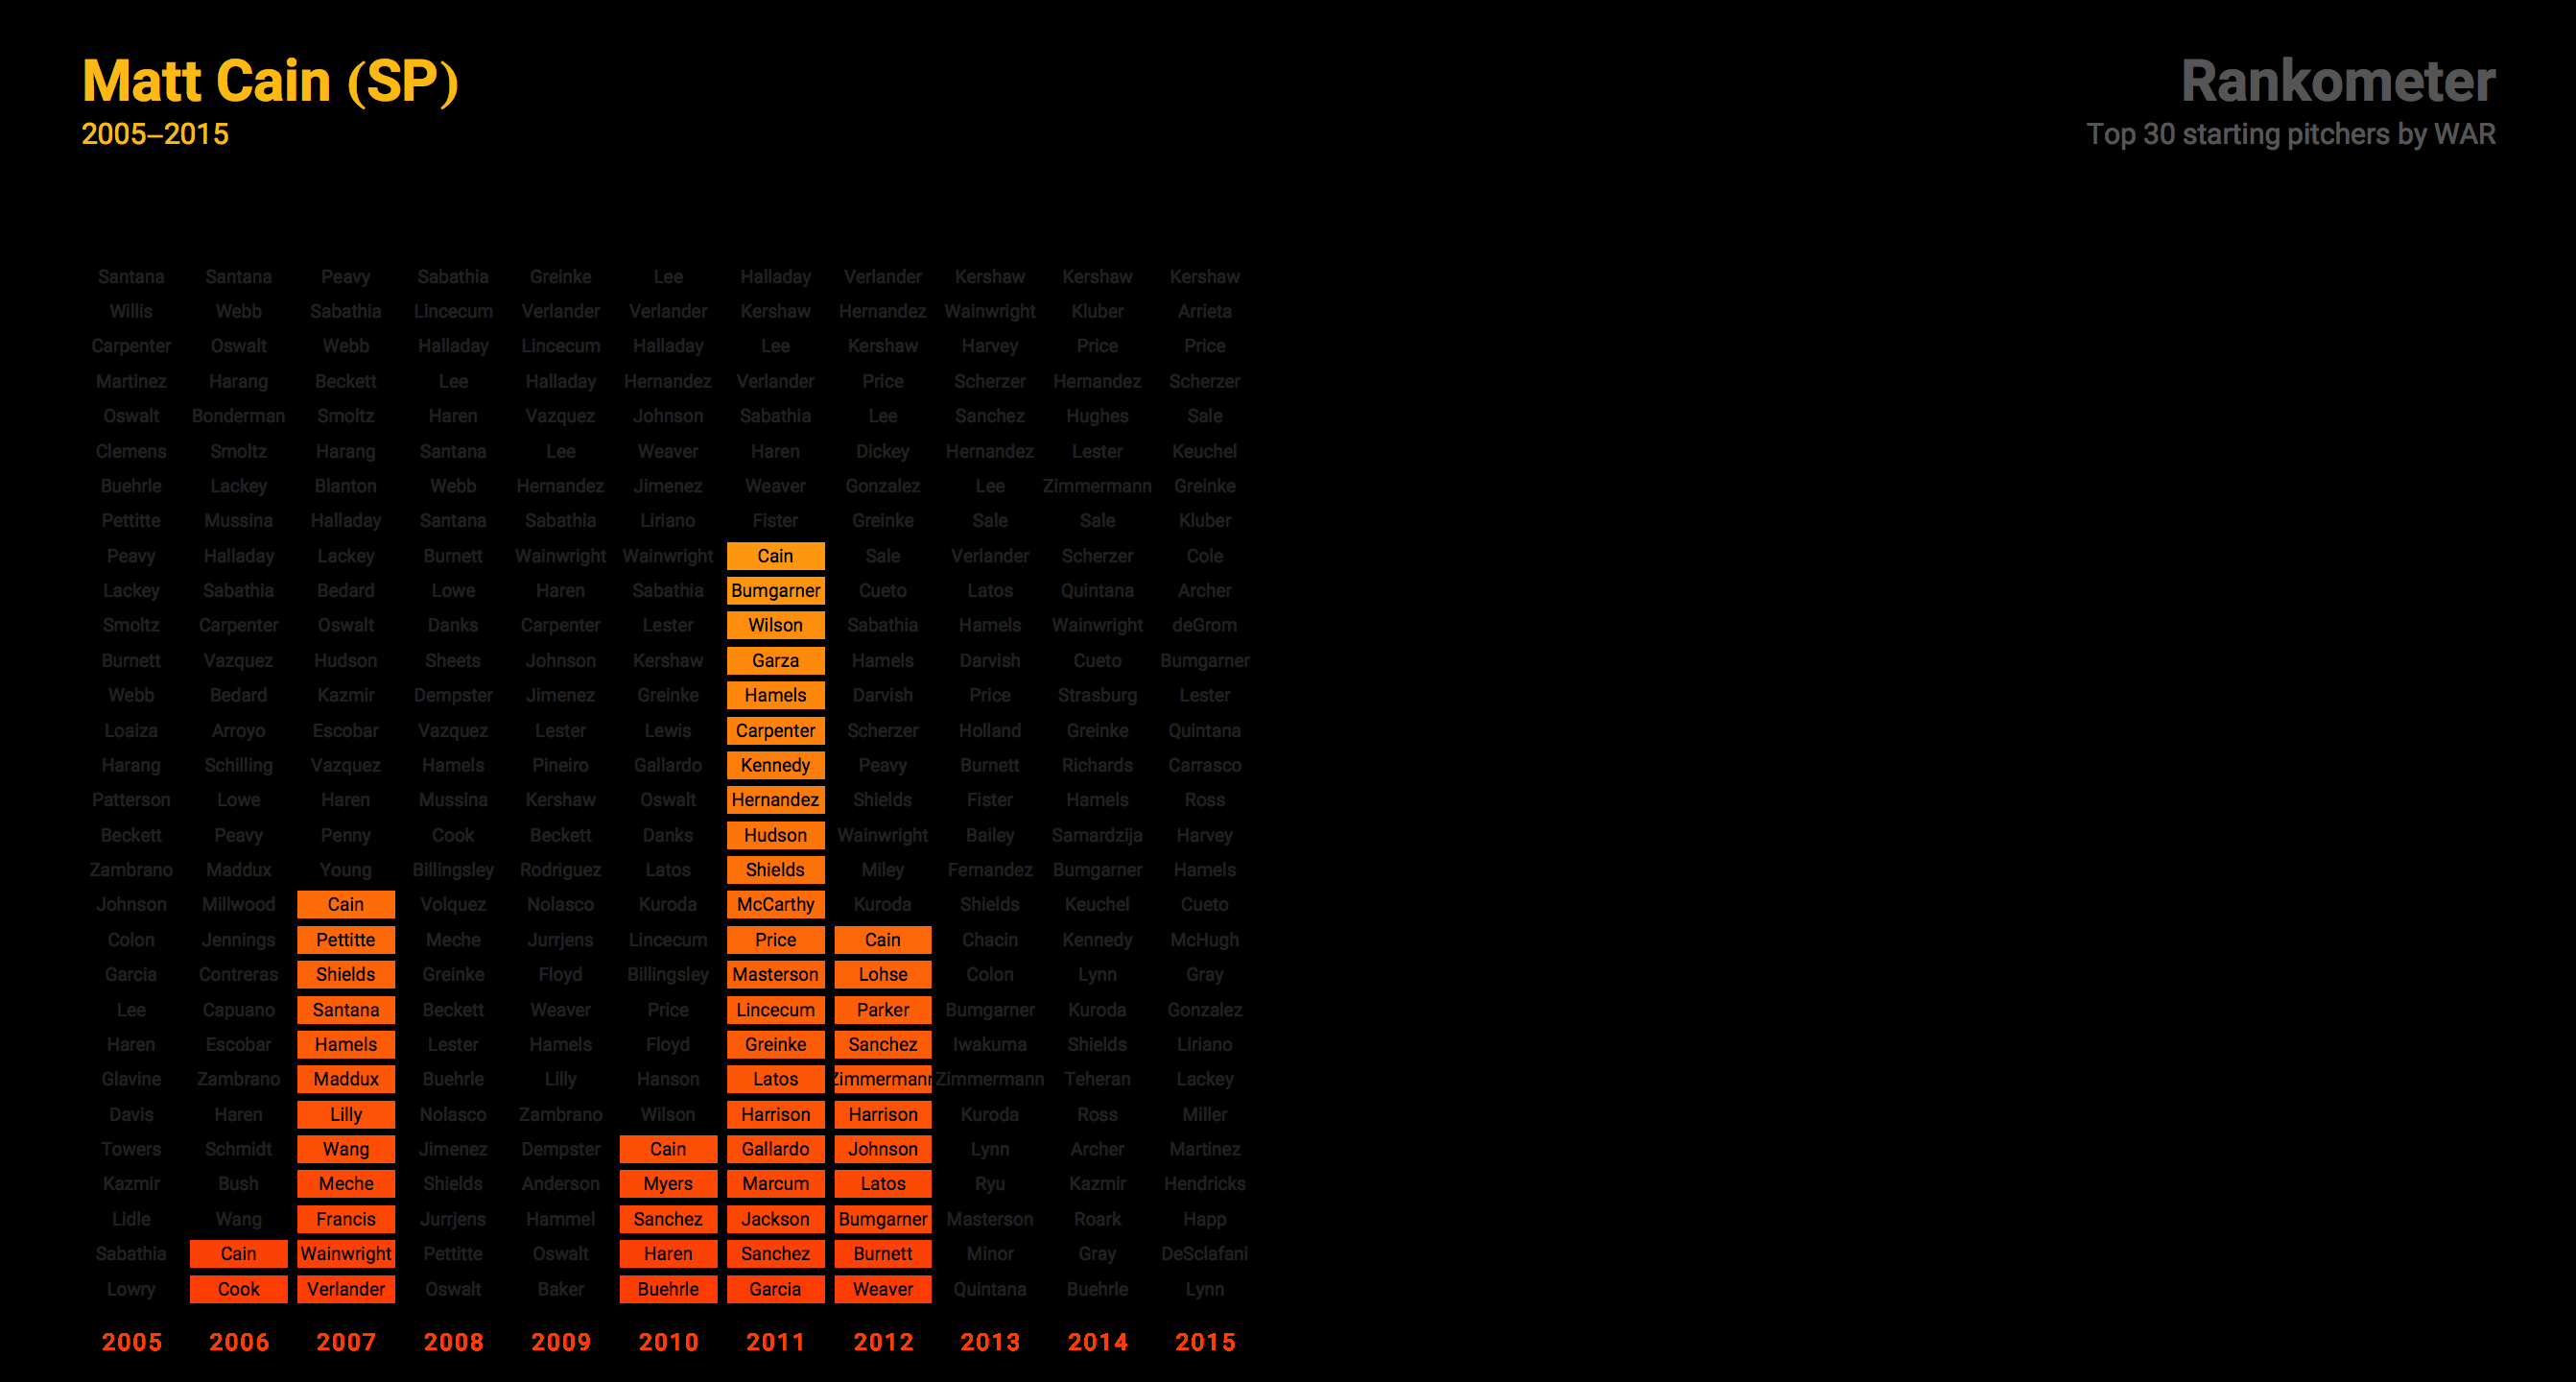 Matt Cain (SP)
2005–2015
Rankometer
Top 30 starting pitchers by WAR
Santana Santana Peavy Sabathia Greinke Lee Halladay Verlander Kershaw Kershaw Kershaw
Willis Webb Sabathia Lincecum Verlander Verlander Kershaw Hernandez Wainwright Kluber Arrieta
Carpenter Oswalt Webb Halladay Lincecum Halladay Lee Kershaw Harvey Price Price
Martinez Harang Beckett Lee Halladay Hernandez Verlander Price Scherzer Hernandez Scherzer
Oswalt Bonderman Smoltz Haren Vazquez Johnson Sabathia Lee Sanchez Hughes Sale
Clemens Smoltz Harang Santana Lee Weaver Haren Dickey Hernandez Lester Keuchel
Buehrle Lackey Blanton Webb Hernandez Jimenez Weaver Gonzalez Lee Zimmermann Greinke
Pettitte Mussina Halladay Santana Sabathia Liriano Fister Greinke Sale Sale Kluber
Peavy Halladay Lackey Burnett Wainwright Wainwright Cain Sale Verlander Scherzer Cole
Lackey Sabathia Bedard Lowe Haren Sabathia Bumgarner Cueto Latos Quintana Archer
Smoltz Carpenter Oswalt Danks Carpenter Lester Wilson Sabathia Hamels Wainwright deGrom
Burnett Vazquez Hudson Sheets Johnson Kershaw Garza Hamels Darvish Cueto Bumgarner
Webb Bedard Kazmir Dempster Jimenez Greinke Hamels Darvish Price Strasburg Lester
Loaiza Arroyo Escobar Vazquez Lester Lewis Carpenter Scherzer Holland Greinke Quintana
Harang Schilling Vazquez Hamels Pineiro Gallardo Kennedy Peavy Burnett Richards Carrasco
Patterson Lowe Haren Mussina Kershaw Oswalt Hernandez Shields Fister Hamels Ross
Beckett Peavy Penny Cook Beckett Danks Hudson Wainwright Bailey Samardzija Harvey
Zambrano Maddux Young Billingsley Rodriguez Latos Shields Miley Fernandez Bumgarner Hamels
Johnson Millwood Cain Volquez Nolasco Kuroda McCarthy Kuroda Shields Keuchel Cueto
Colon Jennings Pettitte Meche Jurrjens Lincecum Price Cain Chacin Kennedy McHugh
Garcia Contreras Shields Greinke Floyd Billingsley Masterson Lohse Colon Lynn Gray
Lee Capuano Santana Beckett Weaver Price Lincecum Parker Bumgarner Kuroda Gonzalez
Haren Escobar Hamels Lester Hamels Floyd Greinke Sanchez Iwakuma Shields Liriano
Glavine Zambrano Maddux Buehrle Lilly Hanson Latos Zimmermann Zimmermann Teheran Lackey
Davis Haren Lilly Nolasco Zambrano Wilson Harrison Harrison Kuroda Ross Miller
Towers Schmidt Wang Jimenez Dempster Cain Gallardo Johnson Lynn Archer Martinez
Kazmir Bush Meche Shields Anderson Myers Marcum Latos Ryu Kazmir Hendricks
Lidle Wang Francis Jurrjens Hammel Sanchez Jackson Bumgarner Masterson Roark Happ
Sabathia Cain Wainwright Pettitte Oswalt Haren Sanchez Burnett Minor Gray DeSclafani
Lowry Cook Verlander Oswalt Baker Buehrle Garcia Weaver Quintana Buehrle Lynn
2005 2006 2007 2008 2009 2010 2011 2012 2013 2014 2015